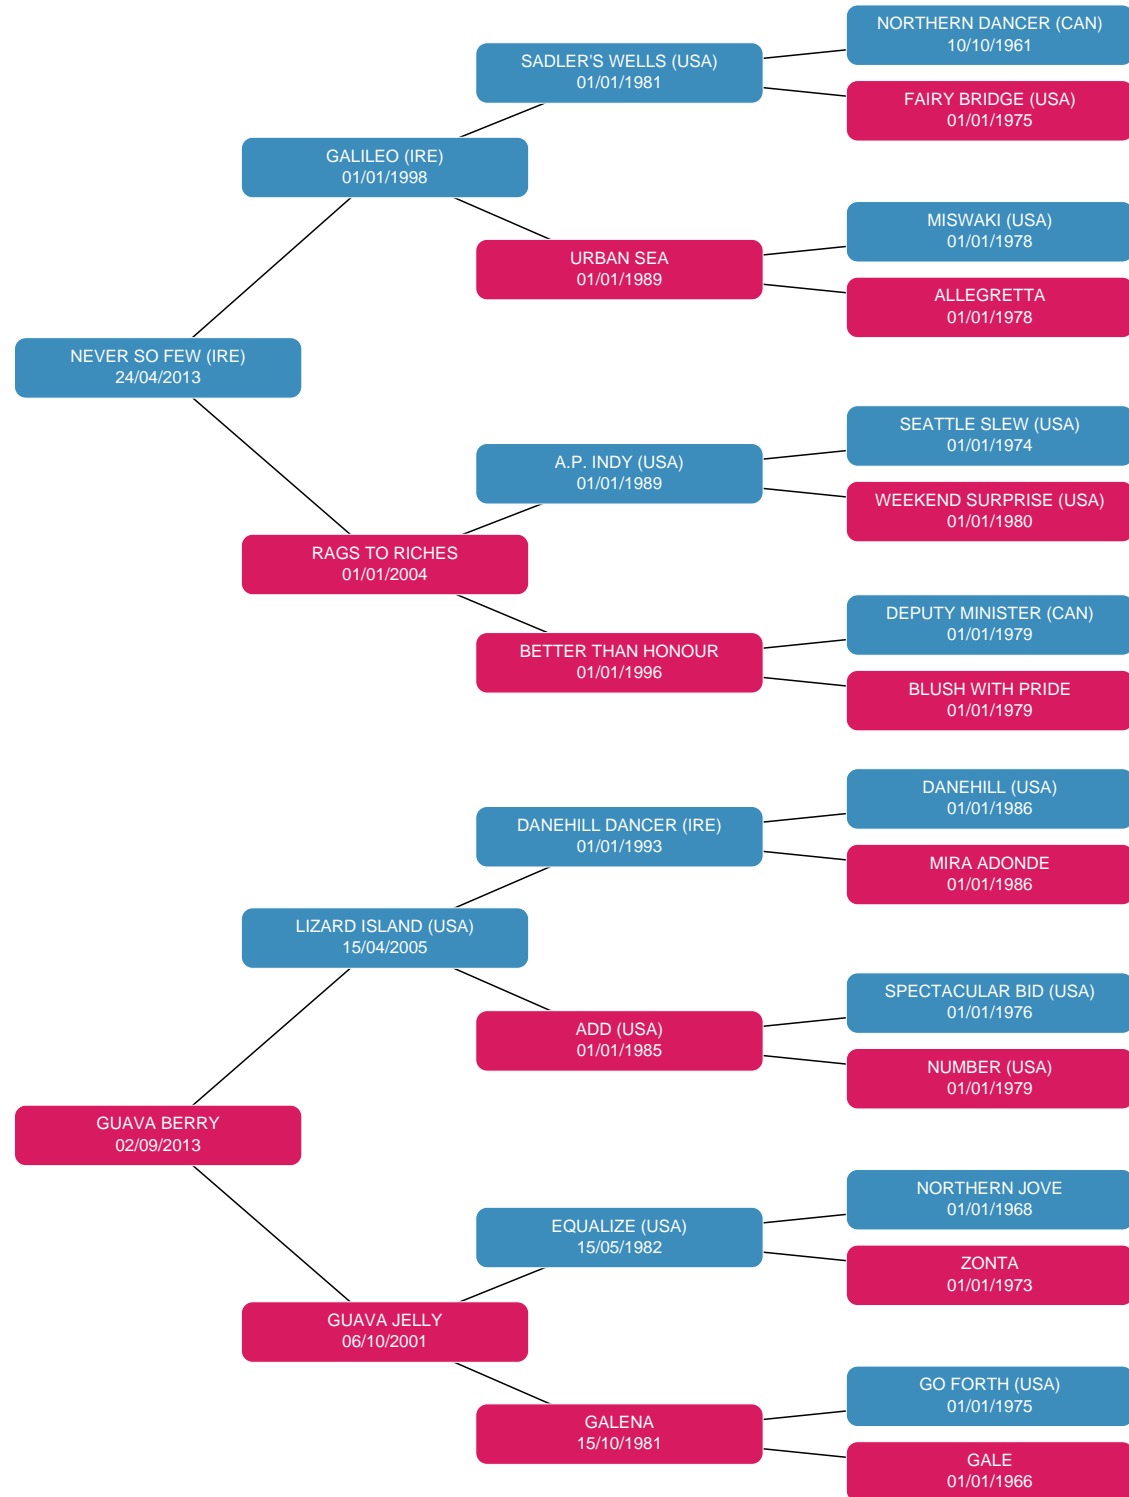 NORTHERN DANCER (CAN)
10/10/1961
SADLER'S WELLS (USA)
01/01/1981
FAIRY BRIDGE (USA)
01/01/1975
GALILEO (IRE)
01/01/1998
MISWAKI (USA)
01/01/1978
URBAN SEA
01/01/1989
ALLEGRETTA
01/01/1978
NEVER SO FEW (IRE)
24/04/2013
SEATTLE SLEW (USA)
01/01/1974
A.P. INDY (USA)
01/01/1989
WEEKEND SURPRISE (USA)
01/01/1980
RAGS TO RICHES
01/01/2004
DEPUTY MINISTER (CAN)
01/01/1979
BETTER THAN HONOUR
01/01/1996
BLUSH WITH PRIDE
01/01/1979
DANEHILL (USA)
01/01/1986
DANEHILL DANCER (IRE)
01/01/1993
MIRA ADONDE
01/01/1986
LIZARD ISLAND (USA)
15/04/2005
SPECTACULAR BID (USA)
01/01/1976
ADD (USA)
01/01/1985
NUMBER (USA)
01/01/1979
GUAVA BERRY
02/09/2013
NORTHERN JOVE
01/01/1968
EQUALIZE (USA)
15/05/1982
ZONTA
01/01/1973
GUAVA JELLY
06/10/2001
GO FORTH (USA)
01/01/1975
GALENA
15/10/1981
GALE
01/01/1966